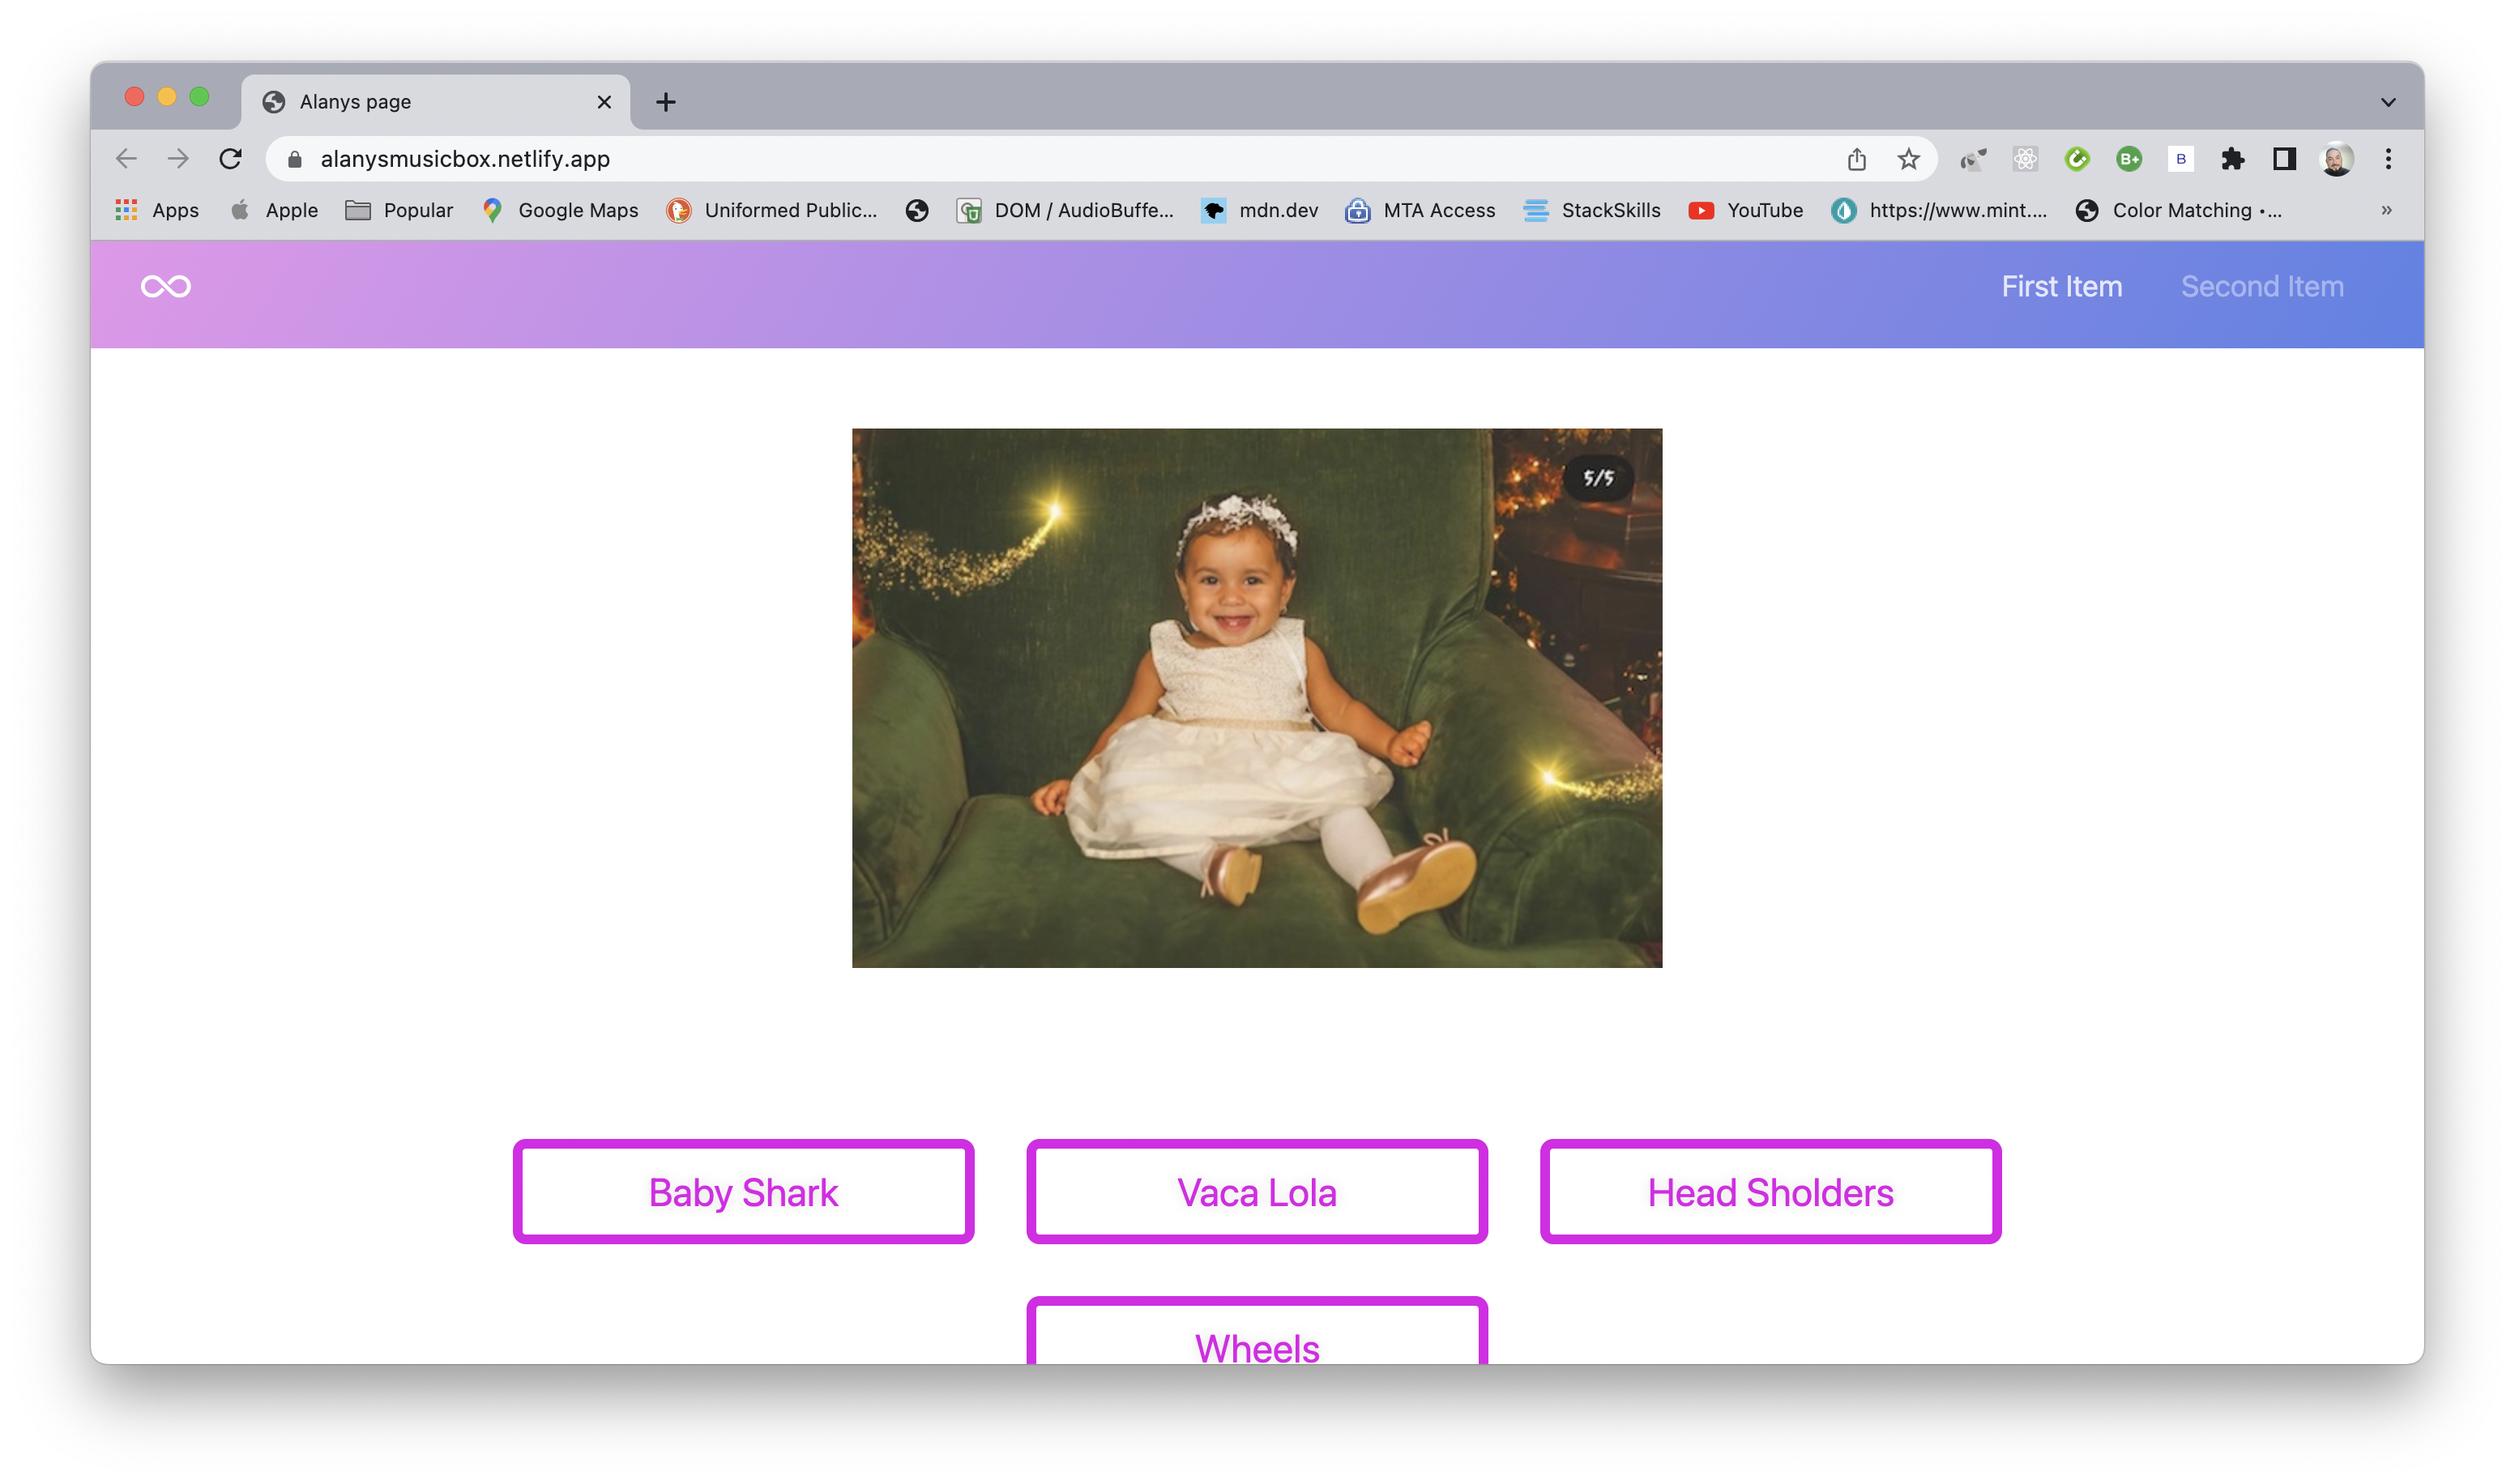 Alanys page
alanysmusicbox.netlify.app
B+
B
Apps Apple Popular Google Maps Uniformed Public... DOM / AudioBuffe... mdn.dev MTA Access StackSkills YouTube https://www.mint.... Color Matching •...
First Item Second Item
5/5
Baby Shark Vaca Lola Head Sholders
Wheels